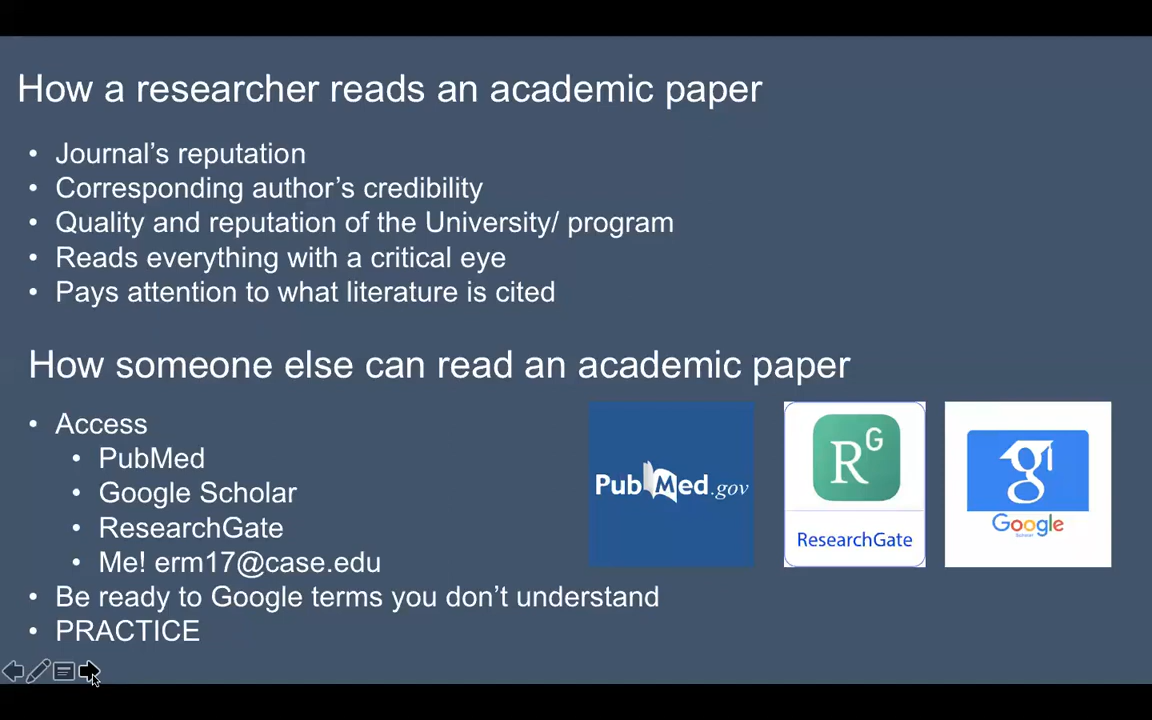 How a researcher reads an academic paper
• Journal's reputation
• Corresponding author's credibility
• Quality and reputation of the University/ program
• Reads everything with a critical eye
• Pays attention to what literature is cited
How someone else can read an academic paper
• Access
• PubMed
• Google Scholar
• ResearchGate
• Me! erm17@case.edu
• Be ready to Google terms you don't understand
• PRACTICE
PubMed.gov
RG
ResearchGate
g
Google
Scholar